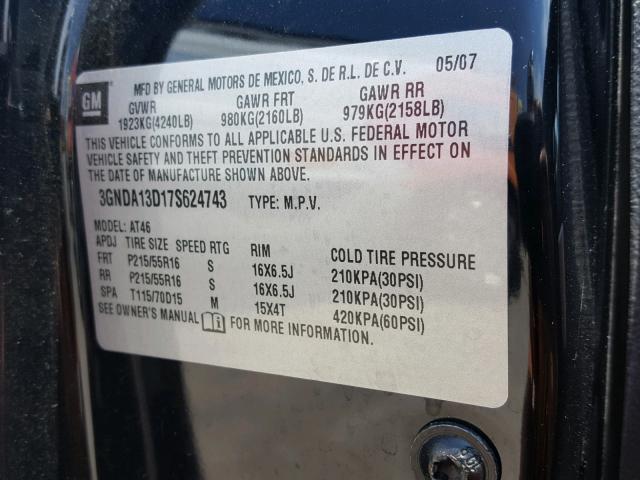 GM
MFD BY GENERAL MOTORS DE MEXICO, S. DE R.L. DE C.V. 05/07
GVWR GAWR FRT GAWR RR
1923KG(4240LB) 980KG(2160LB) 979KG(2158LB)
THIS VEHICLE CONFORMS TO ALL APPLICABLE U.S. FEDERAL MOTOR
VEHICLE SAFETY AND THEFT PREVENTION STANDARDS IN EFFECT ON
THE DATE OF MANUFACTURE SHOWN ABOVE.
3GNDA13D17S624743 TYPE: M.P.V.
MODEL: AT46
APDJ TIRE SIZE SPEED RTG RIM COLD TIRE PRESSURE
FRT P215/55R16 S 16X6.5J 210KPA(30PSI)
RR P215/55R16 S 16X6.5J 210KPA(30PSI)
SPA T115/70D15 M 15X4T 420KPA(60PSI)
SEE OWNER'S MANUAL i FOR MORE INFORMATION.